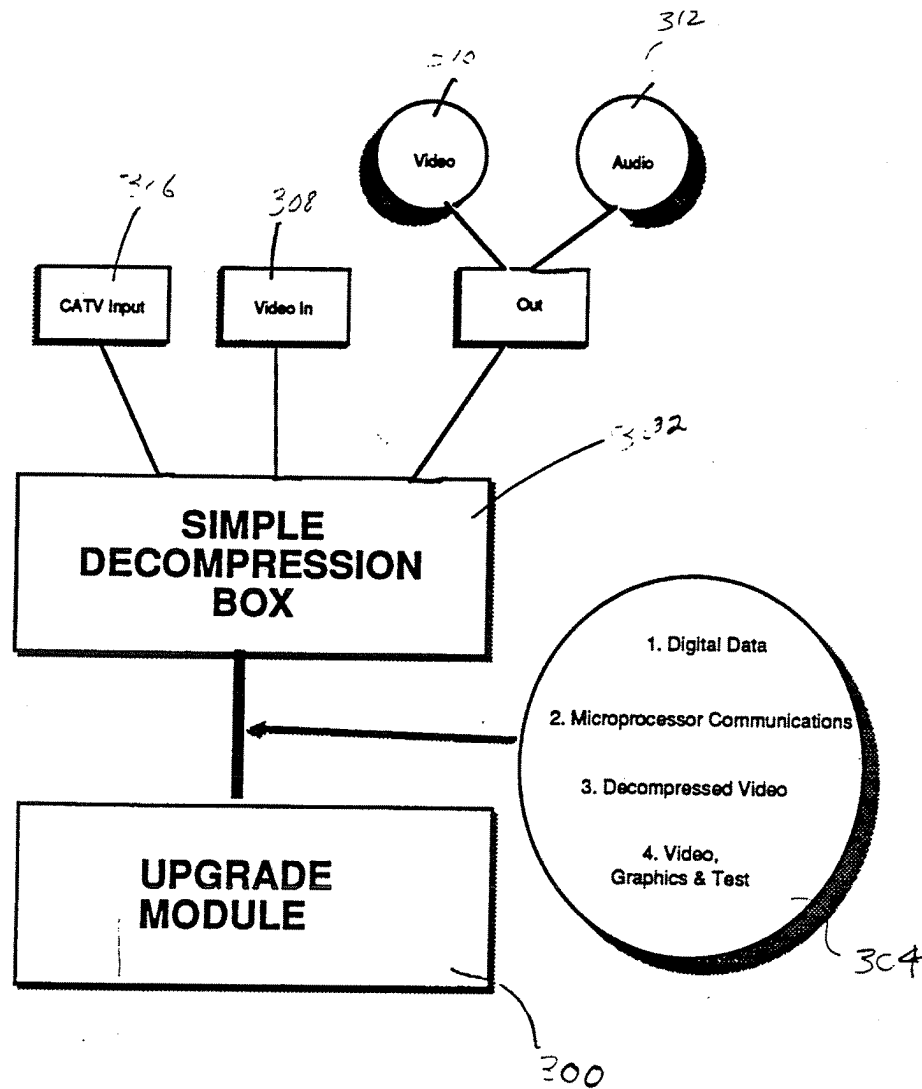 312
Video
Audio
308
CATV Input
Video In
Out
SIMPLE
DECOMPRESSION
BOX
1. Digital Data
2. Microprocessor Communications
3. Decompressed Video
4. Video,
Graphics & Test
UPGRADE
MODULE
304
300